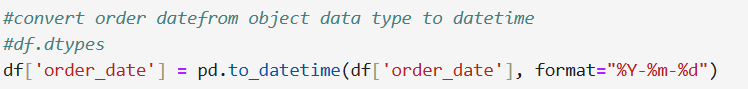 #convert order datefrom object data type to datetime
#df.dtypes
df['order_date'] = pd.to_datetime(df['order_date'], format="%Y-%m-%d")